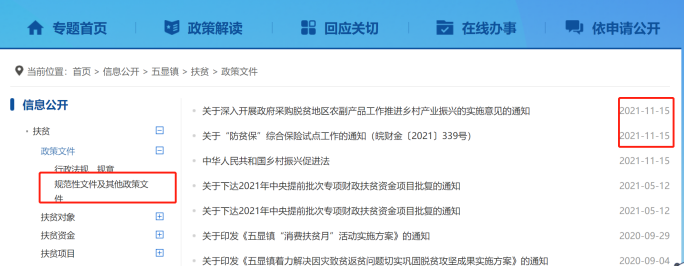 专题首页 政策解读 回应关切 在线办事 依申请公开
当前位置: 首页 > 信息公开 > 五显镇 > 扶贫 > 政策文件
信息公开
扶贫
政策文件
行政法规、规章
规范性文件及其他政策文
件
扶贫对象
扶贫资金
扶贫项目
关于深入开展政府采购脱贫地区农副产品工作推进乡村产业振兴的实施意见的通知 2021-11-15
关于“防贫保”综合保险试点工作的通知（皖财金〔2021〕339号） 2021-11-15
中华人民共和国乡村振兴促进法 2021-11-15
关于下达2021年中央提前批次专项财政扶贫资金项目批复的通知 2021-05-12
关于下达2021年中央提前批次专项财政扶贫资金项目批复的通知 2021-05-12
关于印发《五显镇“消费扶贫月”活动实施方案》的通知 2020-09-29
关于印发《五显镇着力解决因灾致贫返贫问题切实巩固脱贫攻坚成果实施方案》的通知 2020-09-04